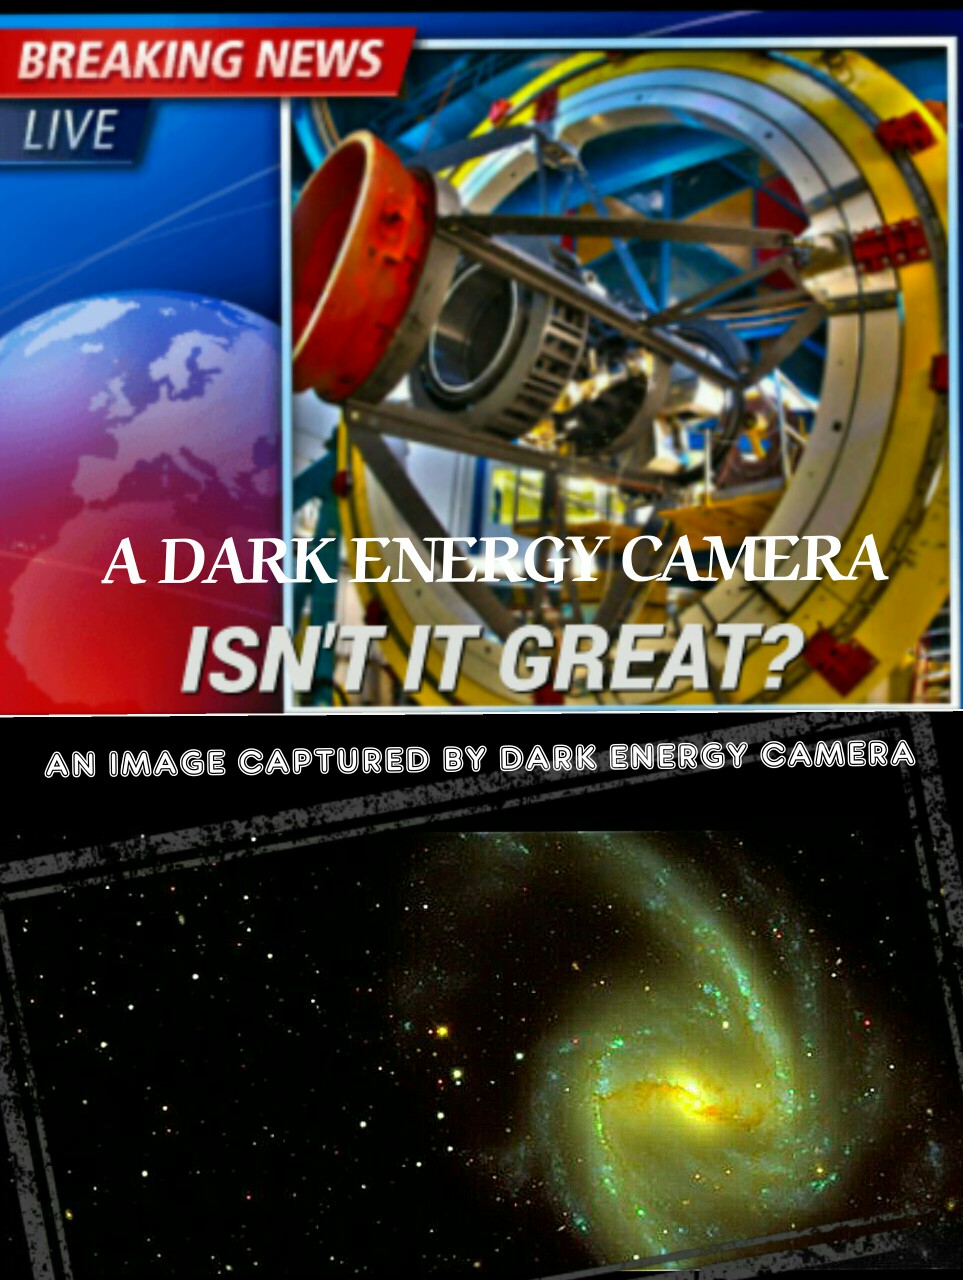 BREAKING NEWS
LIVE
A DARK ENERGY CAMERA
ISN'T IT GREAT?
AN IMAGE CAPTURED BY DARK ENERGY CAMERA